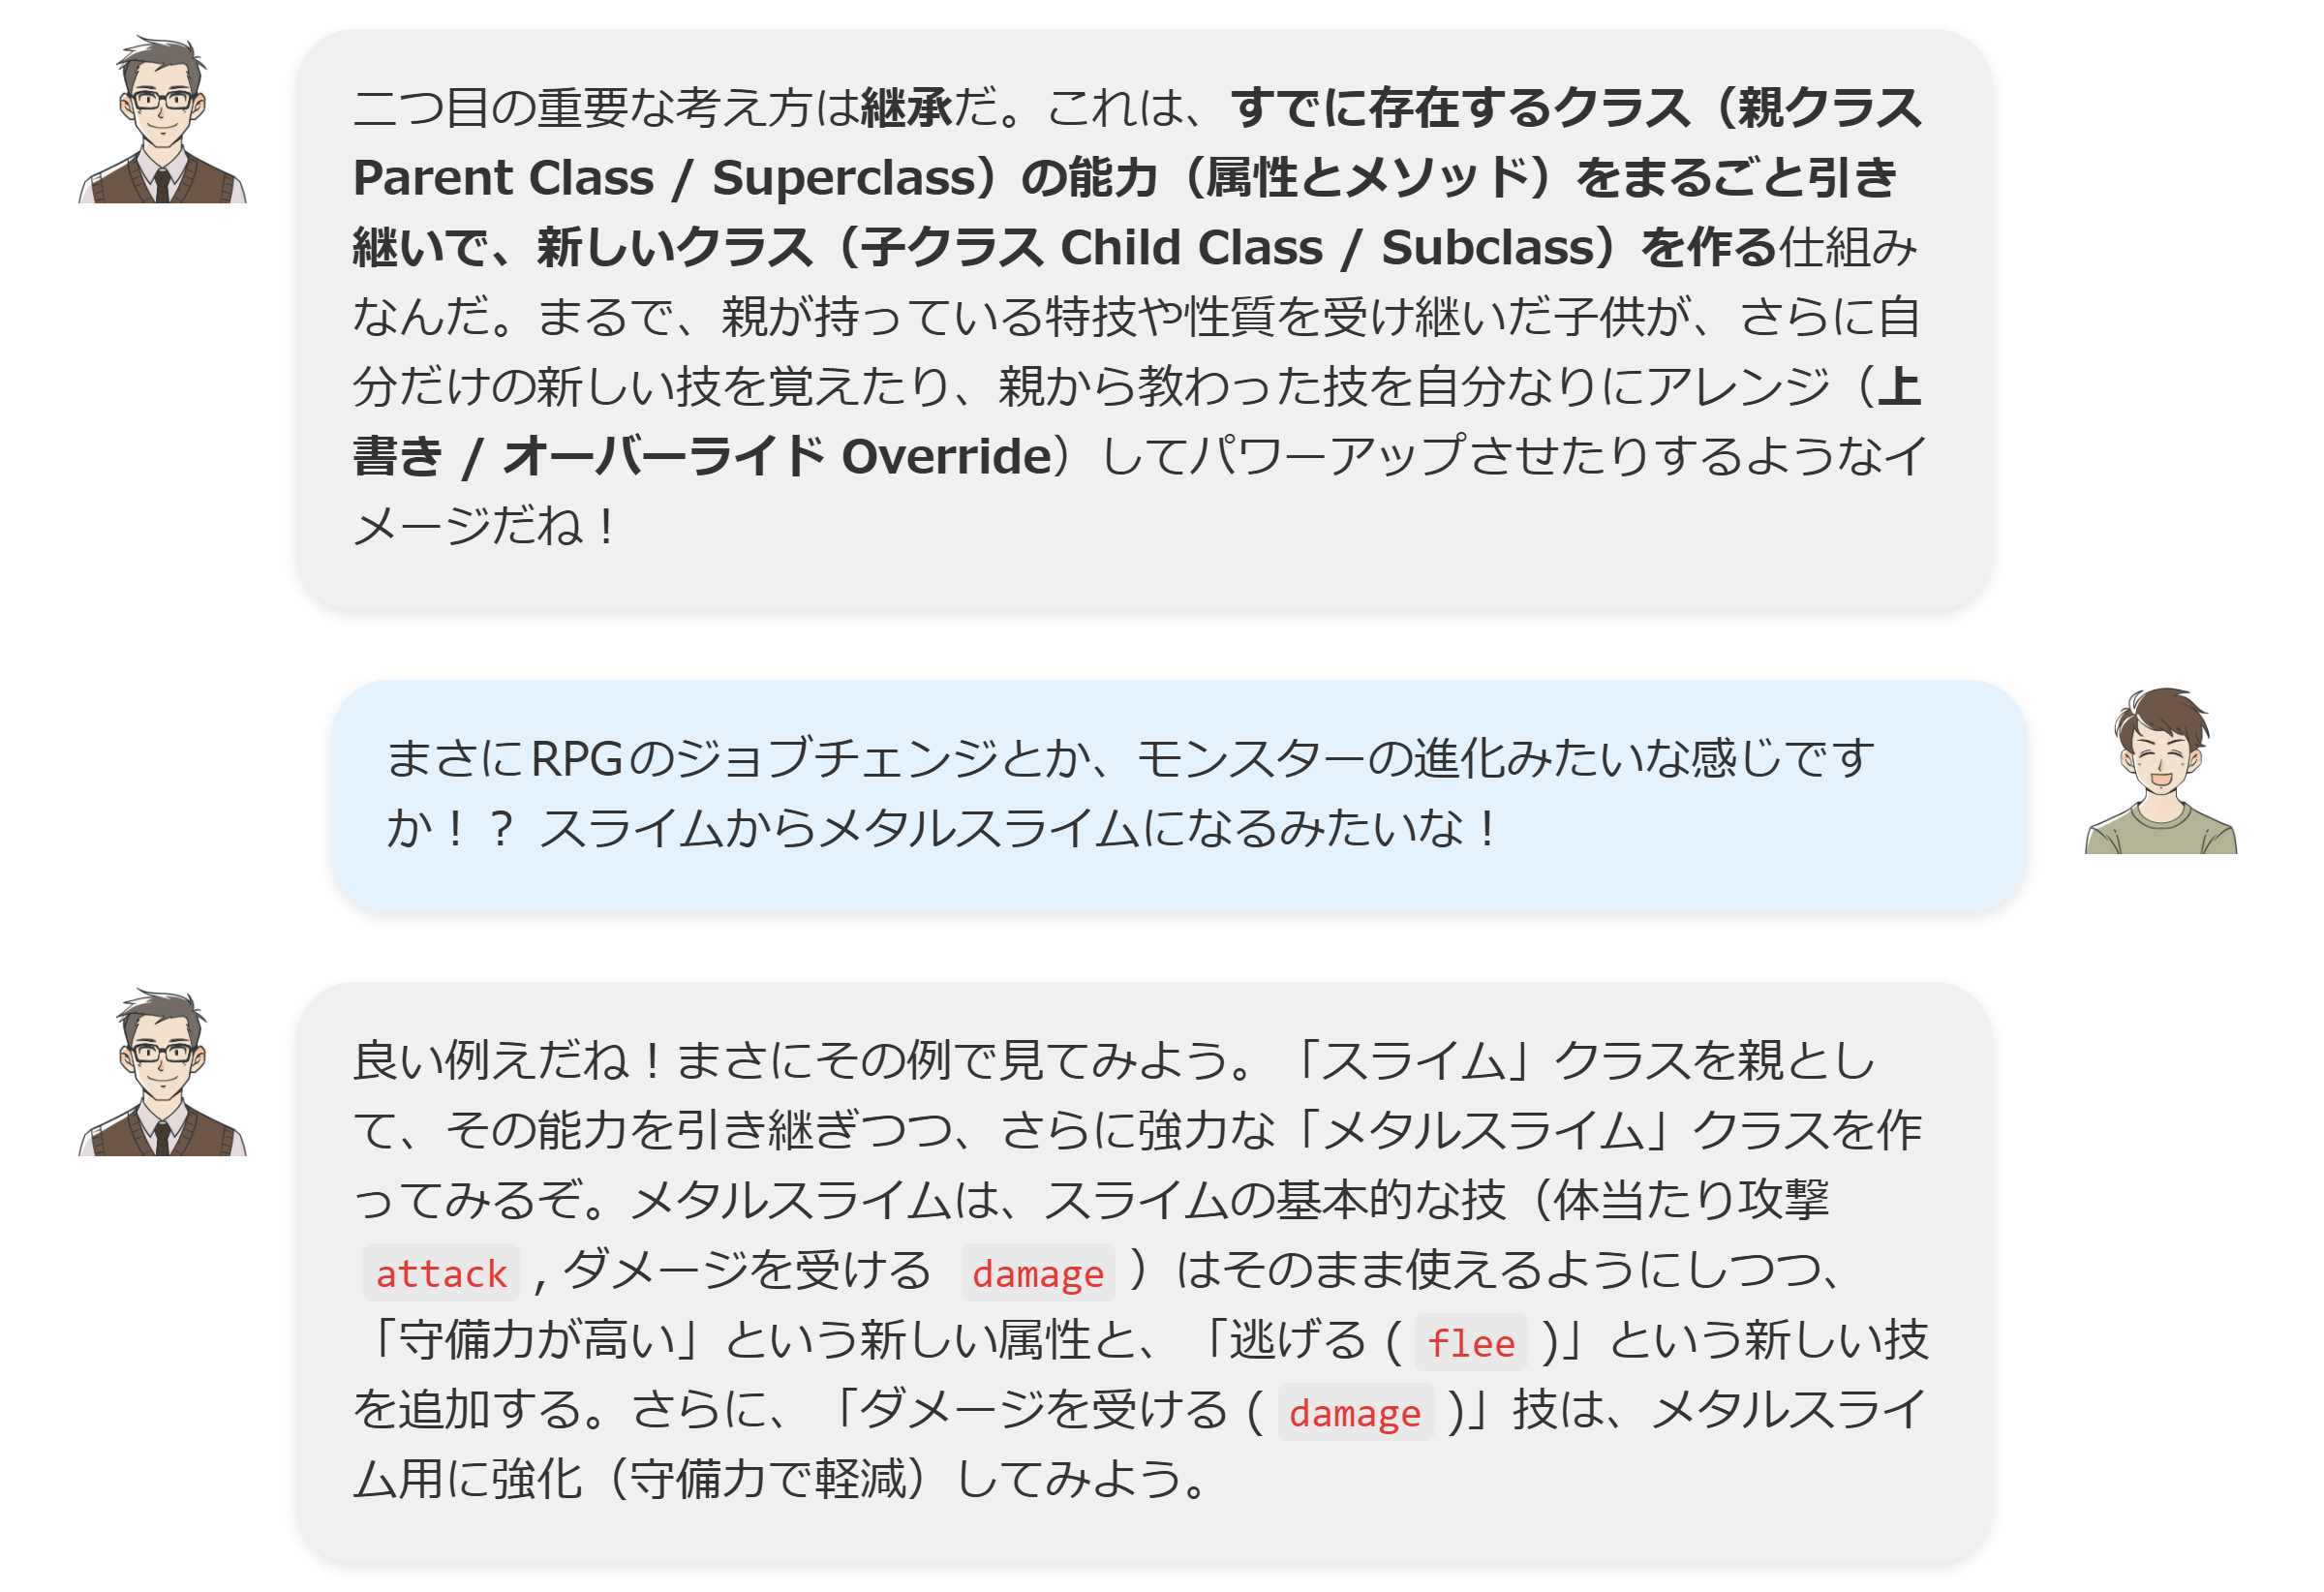 二つ目の重要な考え方は継承だ。これは、すでに存在するクラス（親クラス
Parent Class / Superclass）の能力（属性とメソッド）をまるごと引き
継いで、新しいクラス（子クラス Child Class / Subclass）を作る仕組み
なんだ。まるで、親が持っている特技や性質を受け継いだ子供が、さらに自
分だけの新しい技を覚えたり、親から教わった技を自分なりにアレンジ（上
書き / オーバーライド Override）してパワーアップさせたりするようなイ
メージだね！
まさにRPGのジョブチェンジとか、モンスターの進化みたいな感じです
か！？ スライムからメタルスライムになるみたいな！
良い例えだね！まさにその例で見てみよう。「スライム」クラスを親とし
て、その能力を引き継ぎつつ、さらに強力な「メタルスライム」クラスを作
ってみるぞ。メタルスライムは、スライムの基本的な技（体当たり攻撃
attack , ダメージを受ける damage ）はそのまま使えるようにしつつ、
「守備力が高い」という新しい属性と、「逃げる ( flee )」という新しい技
を追加する。さらに、「ダメージを受ける ( damage )」技は、メタルスライ
ム用に強化（守備力で軽減）してみよう。